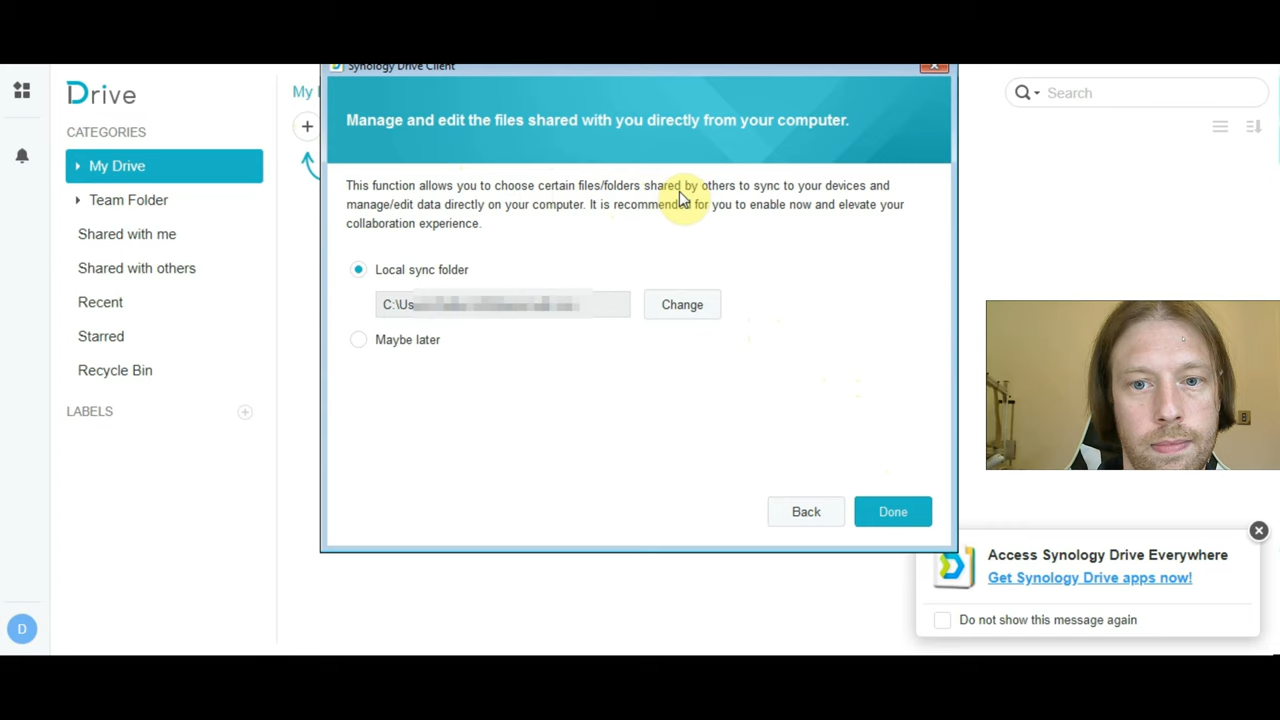 Synology Drive Client
Drive
CATEGORIES
My Drive
Team Folder
Shared with me
Shared with others
Recent
Starred
Recycle Bin
LABELS
D
My
Manage and edit the files shared with you directly from your computer.
This function allows you to choose certain files/folders shared by others to sync to your devices and
manage/edit data directly on your computer. It is recommended for you to enable now and elevate your
collaboration experience.
Local sync folder
C:\Us
Change
Maybe later
Back
Done
Search
Access Synology Drive Everywhere
Get Synology Drive apps now!
Do not show this message again